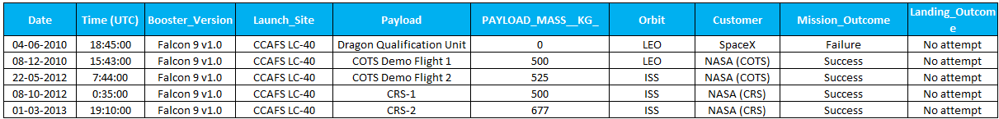 Date Time (UTC) Booster_Version Launch_Site Payload PAYLOAD_MASS__KG_ Orbit Customer Mission_Outcome Landing_Outcom
e
04-06-2010 18:45:00 Falcon 9 v1.0 CCAFS LC-40 Dragon Qualification Unit 0 LEO SpaceX Failure No attempt
08-12-2010 15:43:00 Falcon 9 v1.0 CCAFS LC-40 COTS Demo Flight 1 500 LEO NASA (COTS) Success No attempt
22-05-2012 7:44:00 Falcon 9 v1.0 CCAFS LC-40 COTS Demo Flight 2 525 ISS NASA (COTS) Success No attempt
08-10-2012 0:35:00 Falcon 9 v1.0 CCAFS LC-40 CRS-1 500 ISS NASA (CRS) Success No attempt
01-03-2013 19:10:00 Falcon 9 v1.0 CCAFS LC-40 CRS-2 677 ISS NASA (CRS) Success No attempt